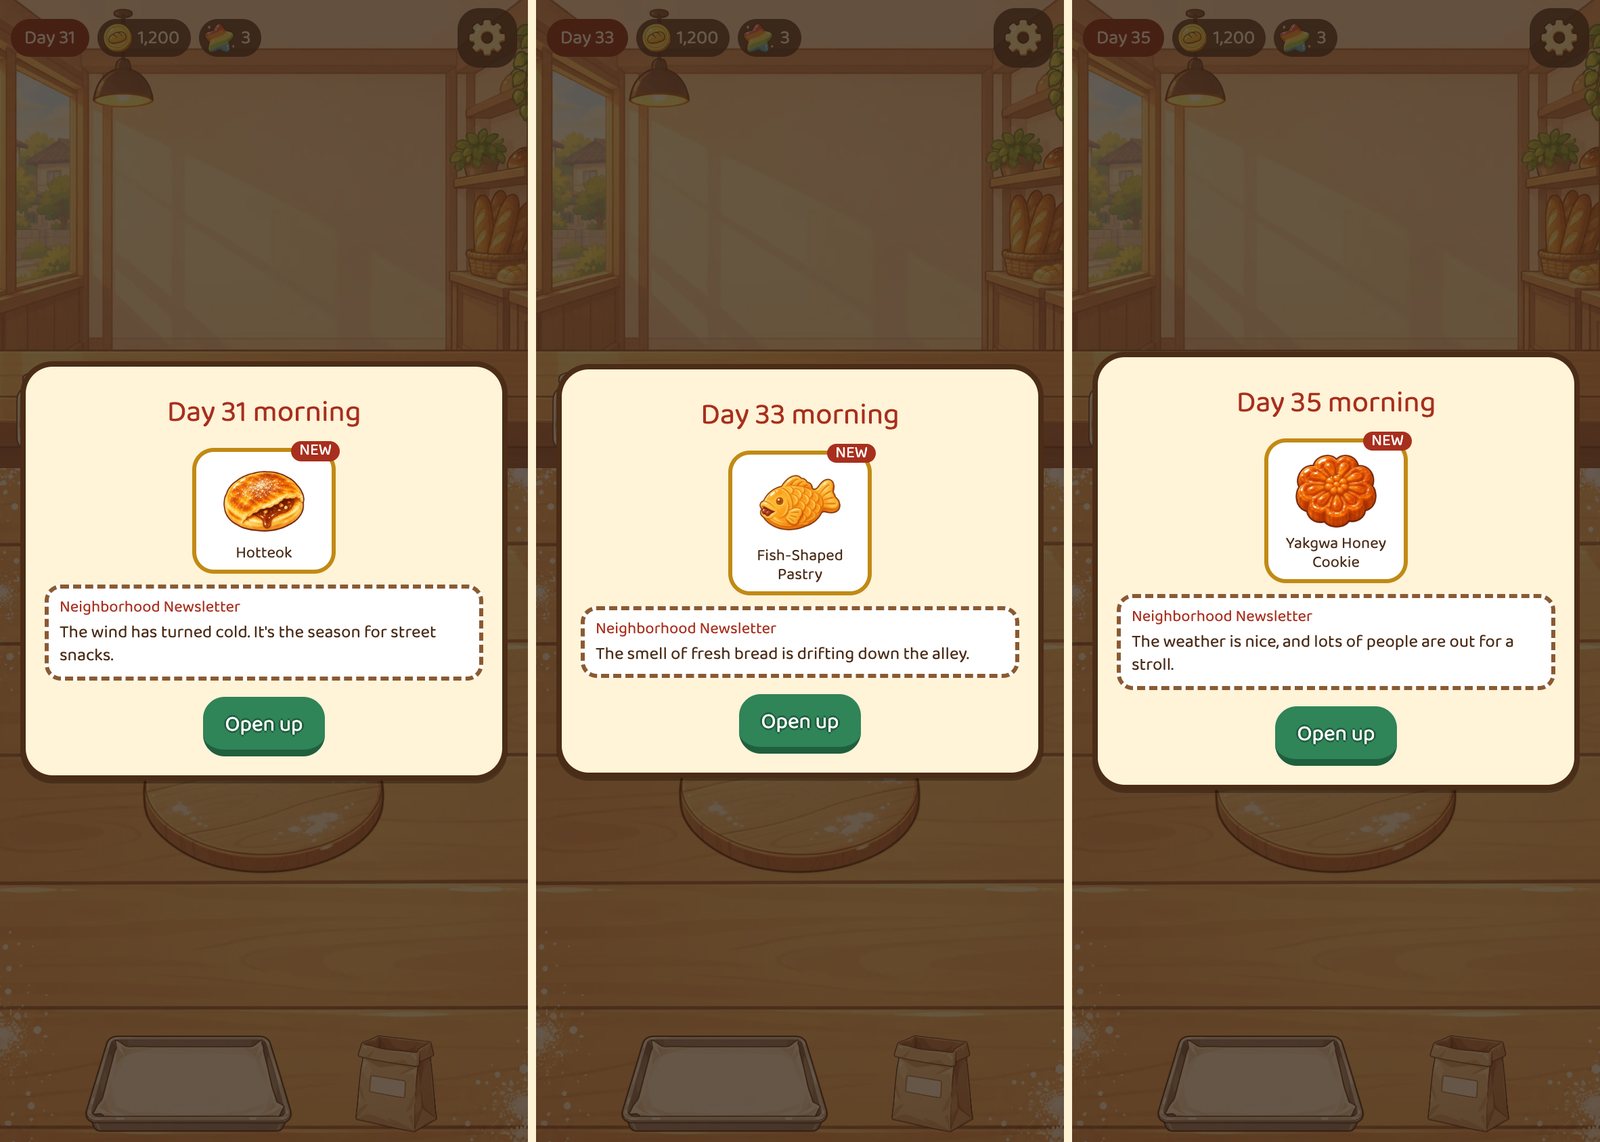 Day 31
1,200
3
Day 31 morning
NEW
Hotteok
Neighborhood Newsletter
The wind has turned cold. It's the season for street
snacks.
Open up
Day 33
1,200
3
Day 33 morning
NEW
Fish-Shaped
Pastry
Neighborhood Newsletter
The smell of fresh bread is drifting down the alley.
Open up
Day 35
1,200
3
Day 35 morning
NEW
Yakgwa Honey
Cookie
Neighborhood Newsletter
The weather is nice, and lots of people are out for a
stroll.
Open up